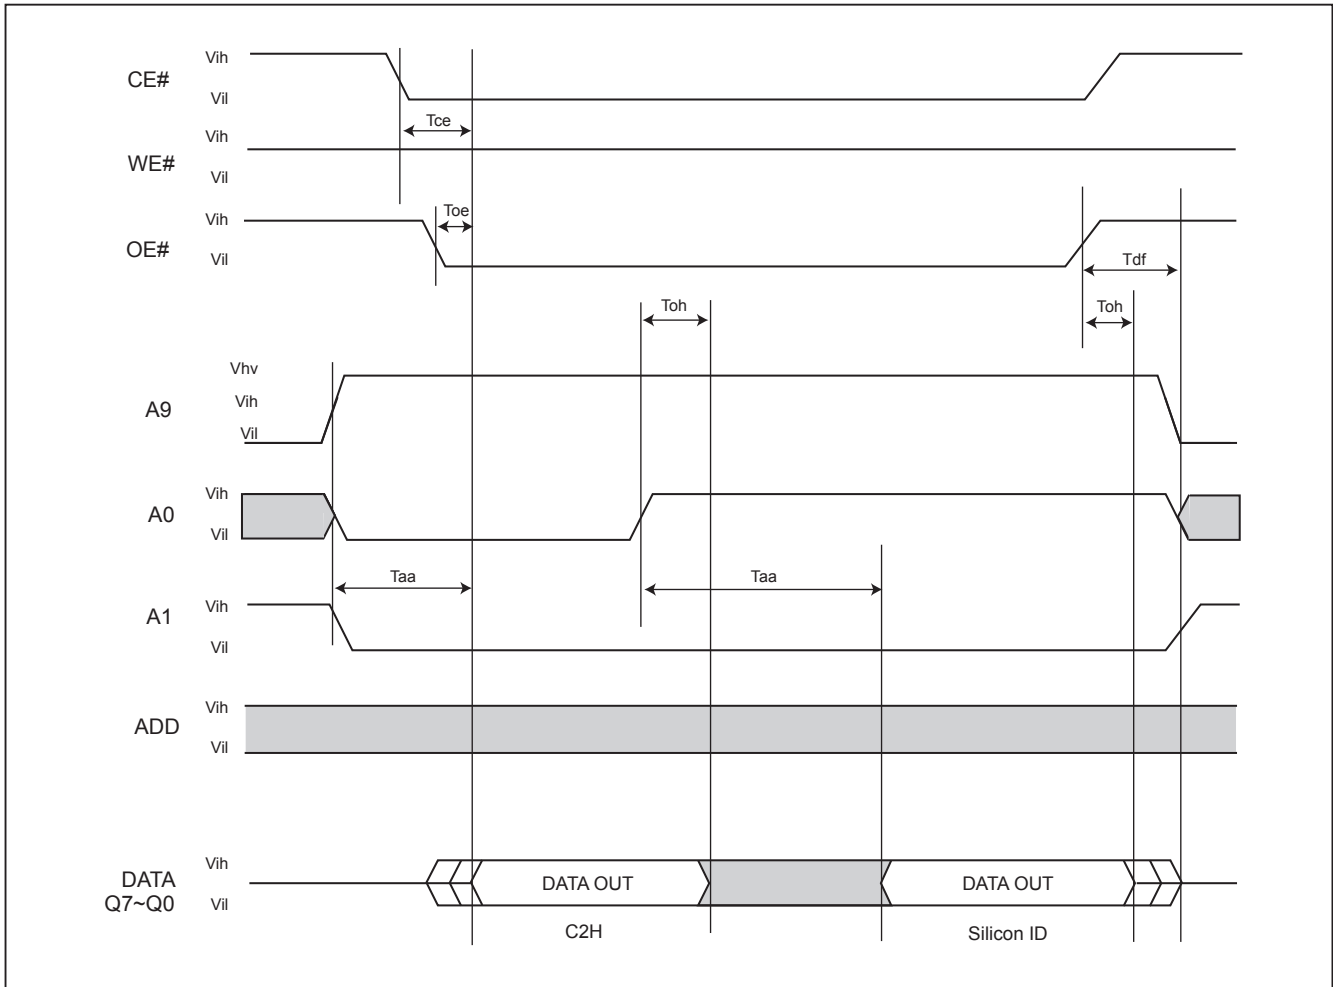 CE#
Vih
Vil
Tce
WE#
Vih
Vil
OE#
Vih
Vil
Toe
Tdf
Toh
Toh
A9
Vhv
Vih
Vil
A0
Vih
Vil
Taa
Taa
A1
Vih
Vil
ADD
Vih
Vil
DATA
Q7~Q0
Vih
Vil
DATA OUT
DATA OUT
C2H
Silicon ID